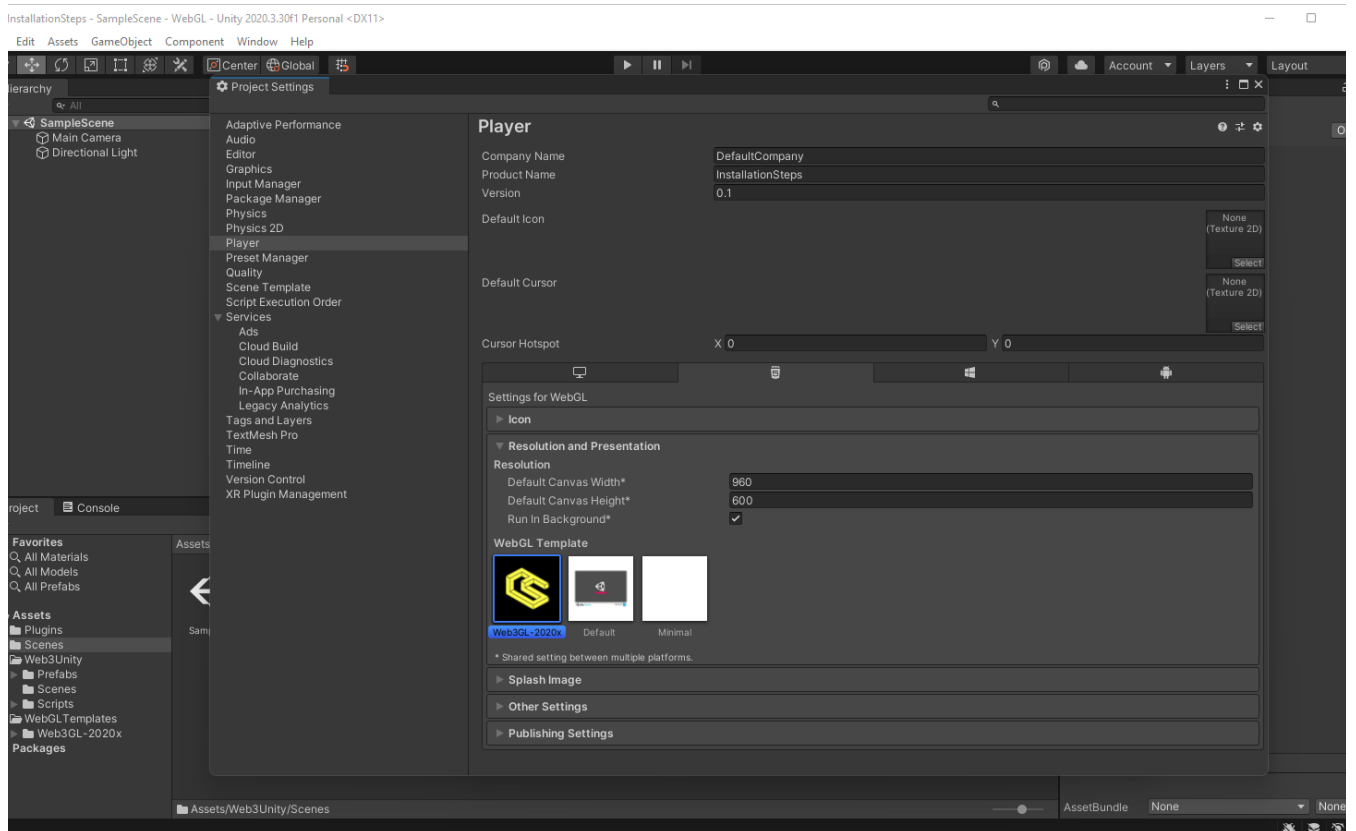 InstallationSteps - SampleScene - WebGL - Unity 2020.3.30f1 Personal <DX11>
Edit Assets GameObject Component Window Help
Center Global Account Layers Layout
Hierarchy
All
SampleScene
Main Camera
Directional Light
Project Settings
Adaptive Performance
Audio
Editor
Graphics
Input Manager
Package Manager
Physics
Physics 2D
Player
Preset Manager
Quality
Scene Template
Script Execution Order
Services
Ads
Cloud Build
Cloud Diagnostics
Collaborate
In-App Purchasing
Legacy Analytics
Tags and Layers
TextMesh Pro
Time
Timeline
Version Control
XR Plugin Management
Player
Company Name DefaultCompany
Product Name InstallationSteps
Version 0.1
Default Icon
None
(Texture 2D)
Select
Default Cursor
None
(Texture 2D)
Select
Cursor Hotspot X 0 Y 0
Settings for WebGL
Icon
Resolution and Presentation
Resolution
Default Canvas Width* 960
Default Canvas Height* 600
Run In Background*
WebGL Template
Web3GL-2020x Default Minimal
* Shared setting between multiple platforms.
Splash Image
Other Settings
Publishing Settings
roject Console
Favorites
All Materials
All Models
All Prefabs
Assets
Plugins
Scenes
Web3Unity
Prefabs
Scenes
Scripts
WebGLTemplates
Web3GL-2020x
Packages
Assets
Sam
Assets/Web3Unity/Scenes
AssetBundle None None